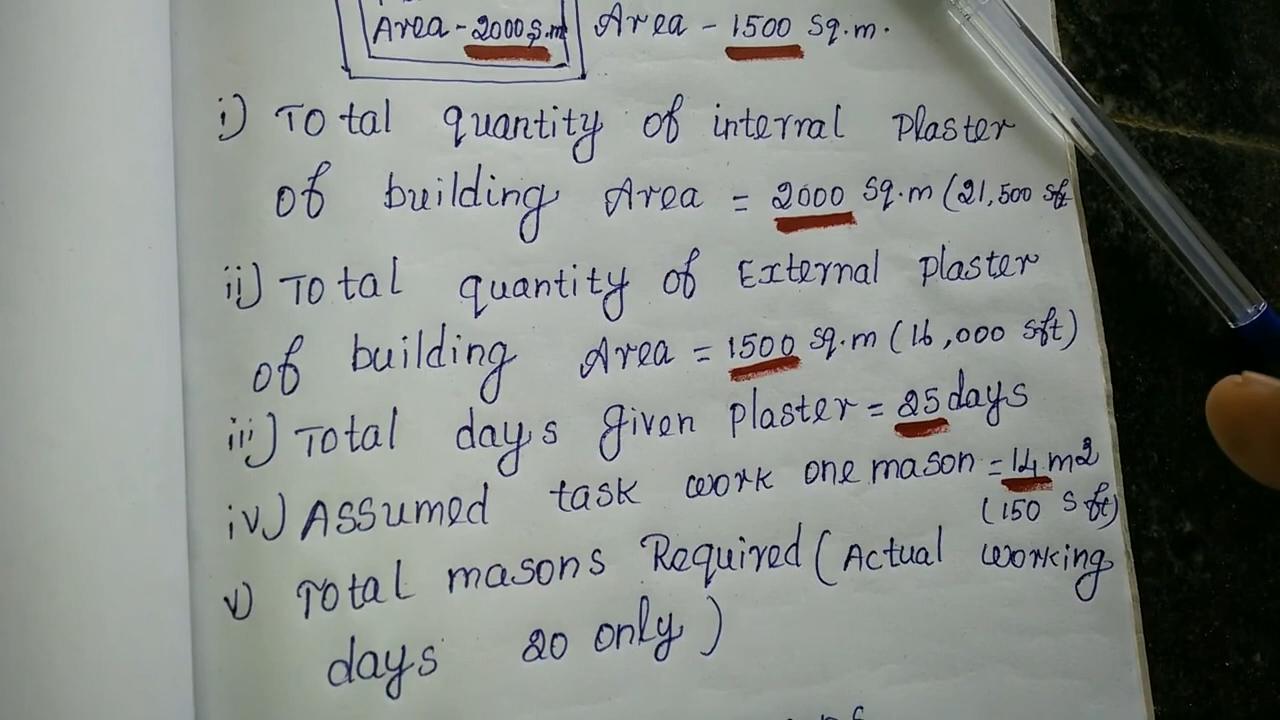 Area - 2000 S.m Area - 1500 Sq.m.
i) Total quantity of internal Plaster
of building Area = 2000 Sq.m (21,500 sft
ii) Total quantity of External plaster
of building Area = 1500 Sq.m (16,000 sft)
iii) Total days given plaster = 25 days
iv) Assumed task work one mason = 14 m2
(150 Sft)
v) Total masons Required (Actual working
days 20 only)